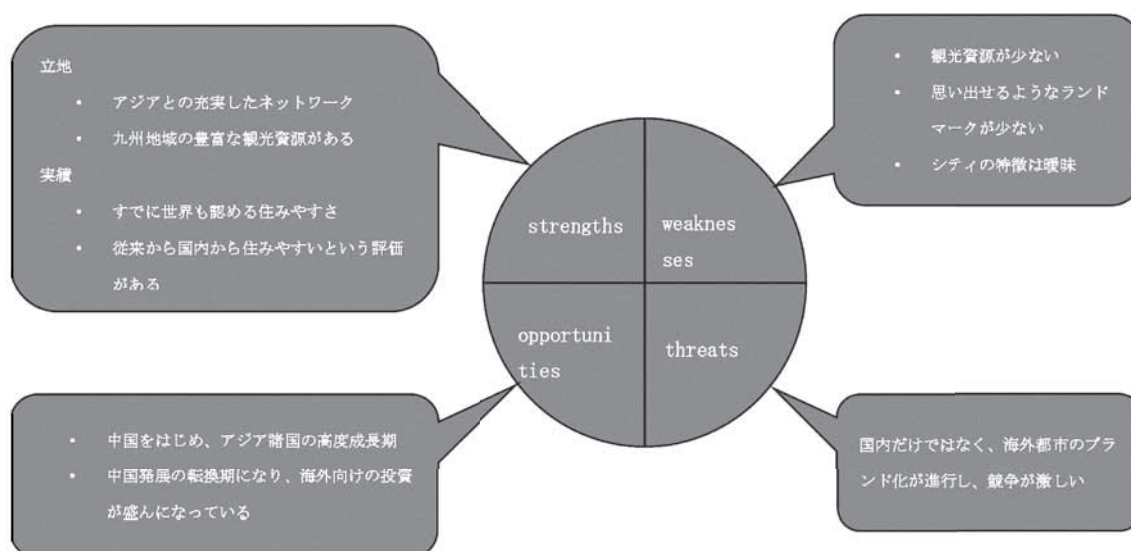 立地
• アジアとの充実したネットワーク
• 九州地域の豊富な観光資源がある
実績
• すでに世界も認める住みやすさ
• 従来から国内から住みやすいという評価
がある
• 観光資源が少ない
• 思い出せるようなランド
マークが少ない
• シティの特徴は曖昧
strengths
weaknes
ses
opportuni
ties
threats
• 中国をはじめ、アジア諸国の高度成長期
• 中国発展の転換期になり、海外向けの投資
が盛んになっている
国内だけではなく、海外都市のブラ
ンド化が進行し、競争が激しい